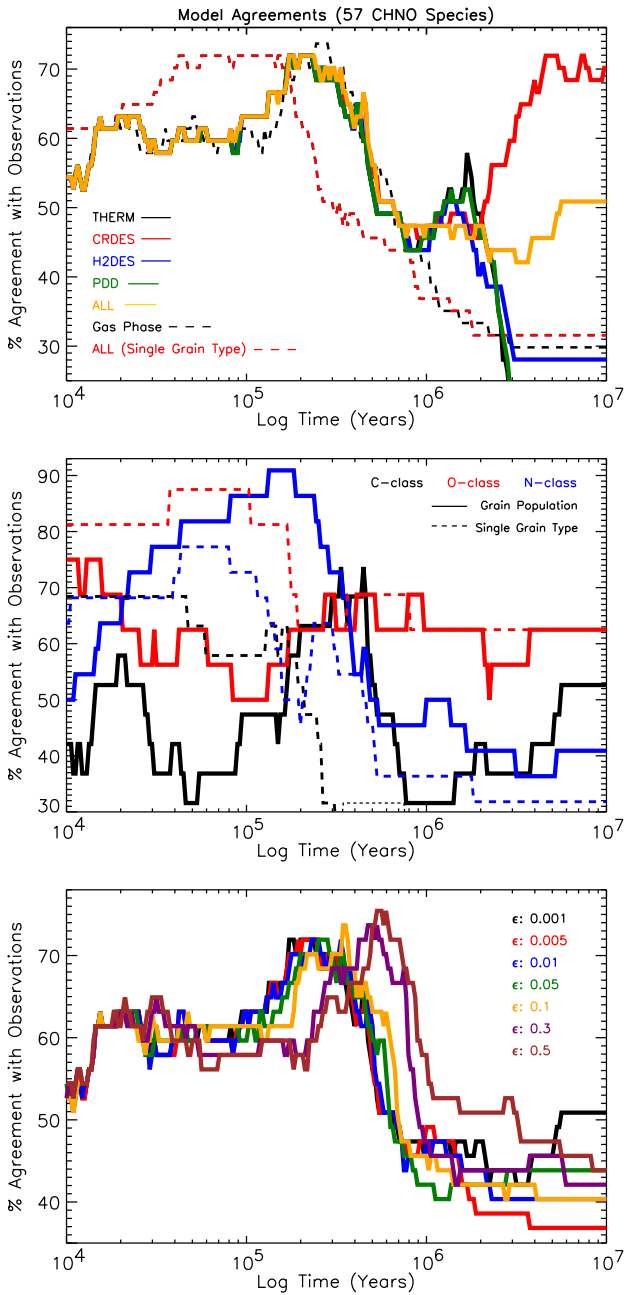 Model Agreements (57 CHNO Species)
% Agreement with Observations
70
60
50
40
30
THERM
CRDES
H2DES
PDD
ALL
Gas Phase
ALL (Single Grain Type)
10^4 10^5 10^6 10^7
Log Time (Years)
% Agreement with Observations
90
80
70
60
50
40
30
C-class O-class N-class
Grain Population
Single Grain Type
10^4 10^5 10^6 10^7
Log Time (Years)
% Agreement with Observations
70
60
50
40
ϵ: 0.001
ϵ: 0.005
ϵ: 0.01
ϵ: 0.05
ϵ: 0.1
ϵ: 0.3
ϵ: 0.5
10^4 10^5 10^6 10^7
Log Time (Years)